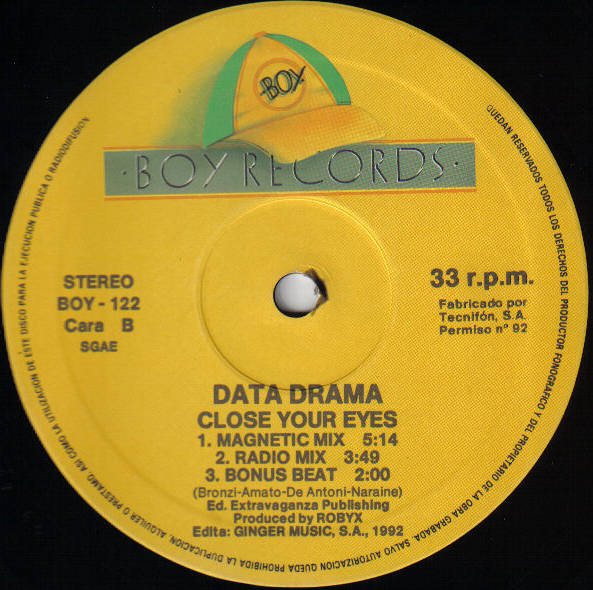 BOY
·BOY RECORDS·
STEREO
BOY - 122
Cara B
SGAE
33 r.p.m.
Fabricado por
Tecnifón, S.A.
Permiso nº 92
DATA DRAMA
CLOSE YOUR EYES
1. MAGNETIC MIX 5:14
2. RADIO MIX 3:49
3. BONUS BEAT 2:00
(Bronzi-Amato-De Antoni-Naraine)
Ed. Extravaganza Publishing
Produced by ROBYX
Edita: GINGER MUSIC, S.A., 1992
QUEDAN RESERVADOS TODOS LOS DERECHOS DEL PRODUCTOR FONOGRAFICO Y DEL PROPIETARIO DE LA OBRA GRABADA. SALVO AUTORIZACION QUEDA PROHIBIDA LA DUPLICACION, ALQUILER O PRESTAMO, ASI COMO LA UTILIZACION DE ESTE DISCO PARA LA EJECUCION PUBLICA O RADIODIFUSION